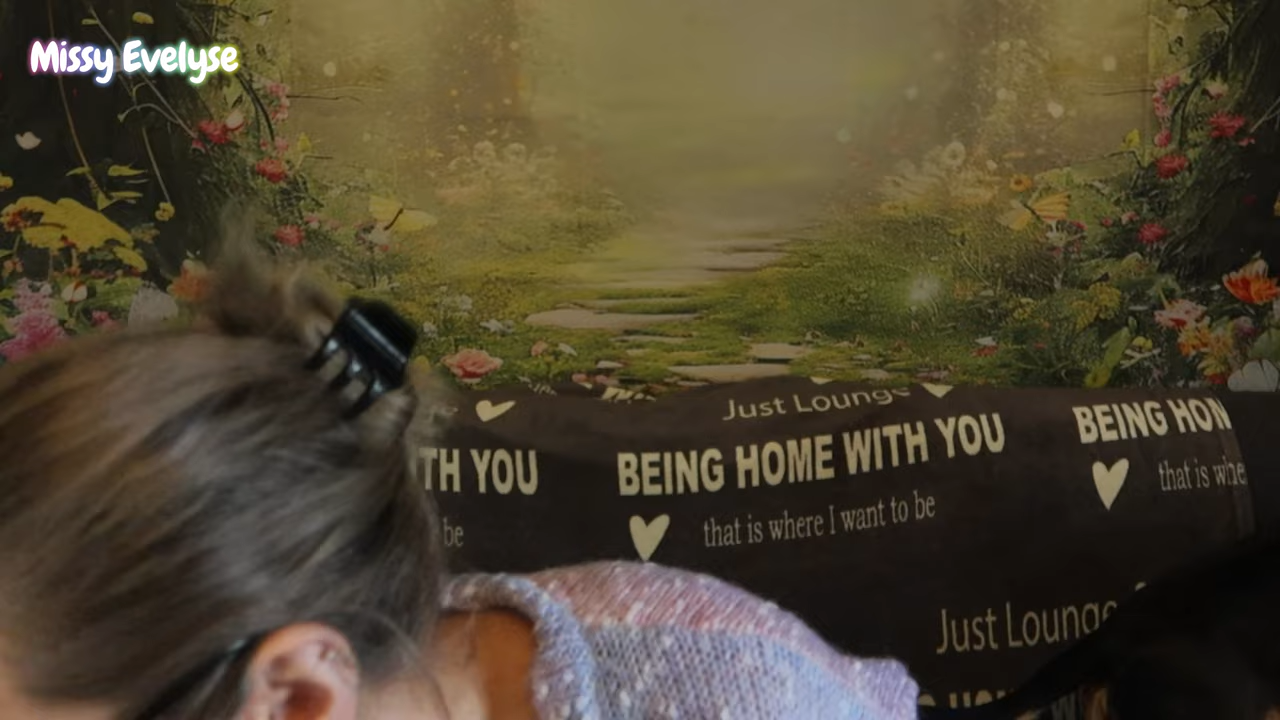 Missy Evelyse
Just Lounge
BEING HOME WITH YOU
BEING HON
TH YOU
that is where I want to be
that is whe
be
Just Lounge